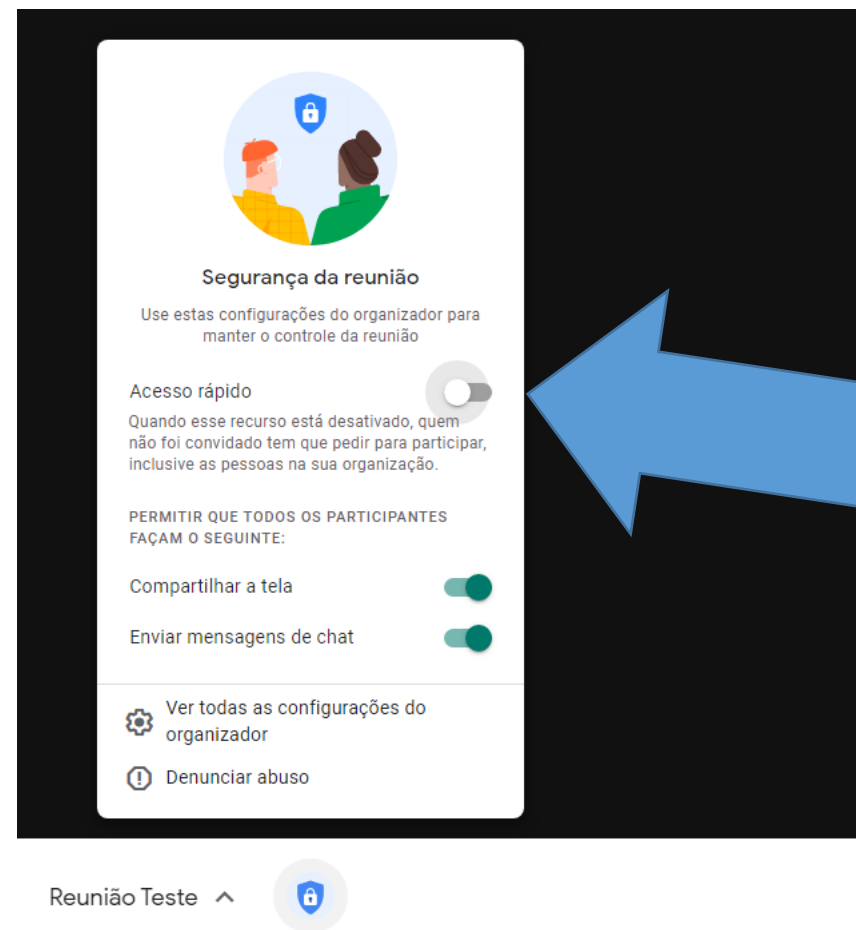 Segurança da reunião
Use estas configurações do organizador para
manter o controle da reunião
Acesso rápido
Quando esse recurso está desativado, quem
não foi convidado tem que pedir para participar,
inclusive as pessoas na sua organização.
PERMITIR QUE TODOS OS PARTICIPANTES
FAÇAM O SEGUINTE:
Compartilhar a tela
Enviar mensagens de chat
Ver todas as configurações do
organizador
Denunciar abuso
Reunião Teste